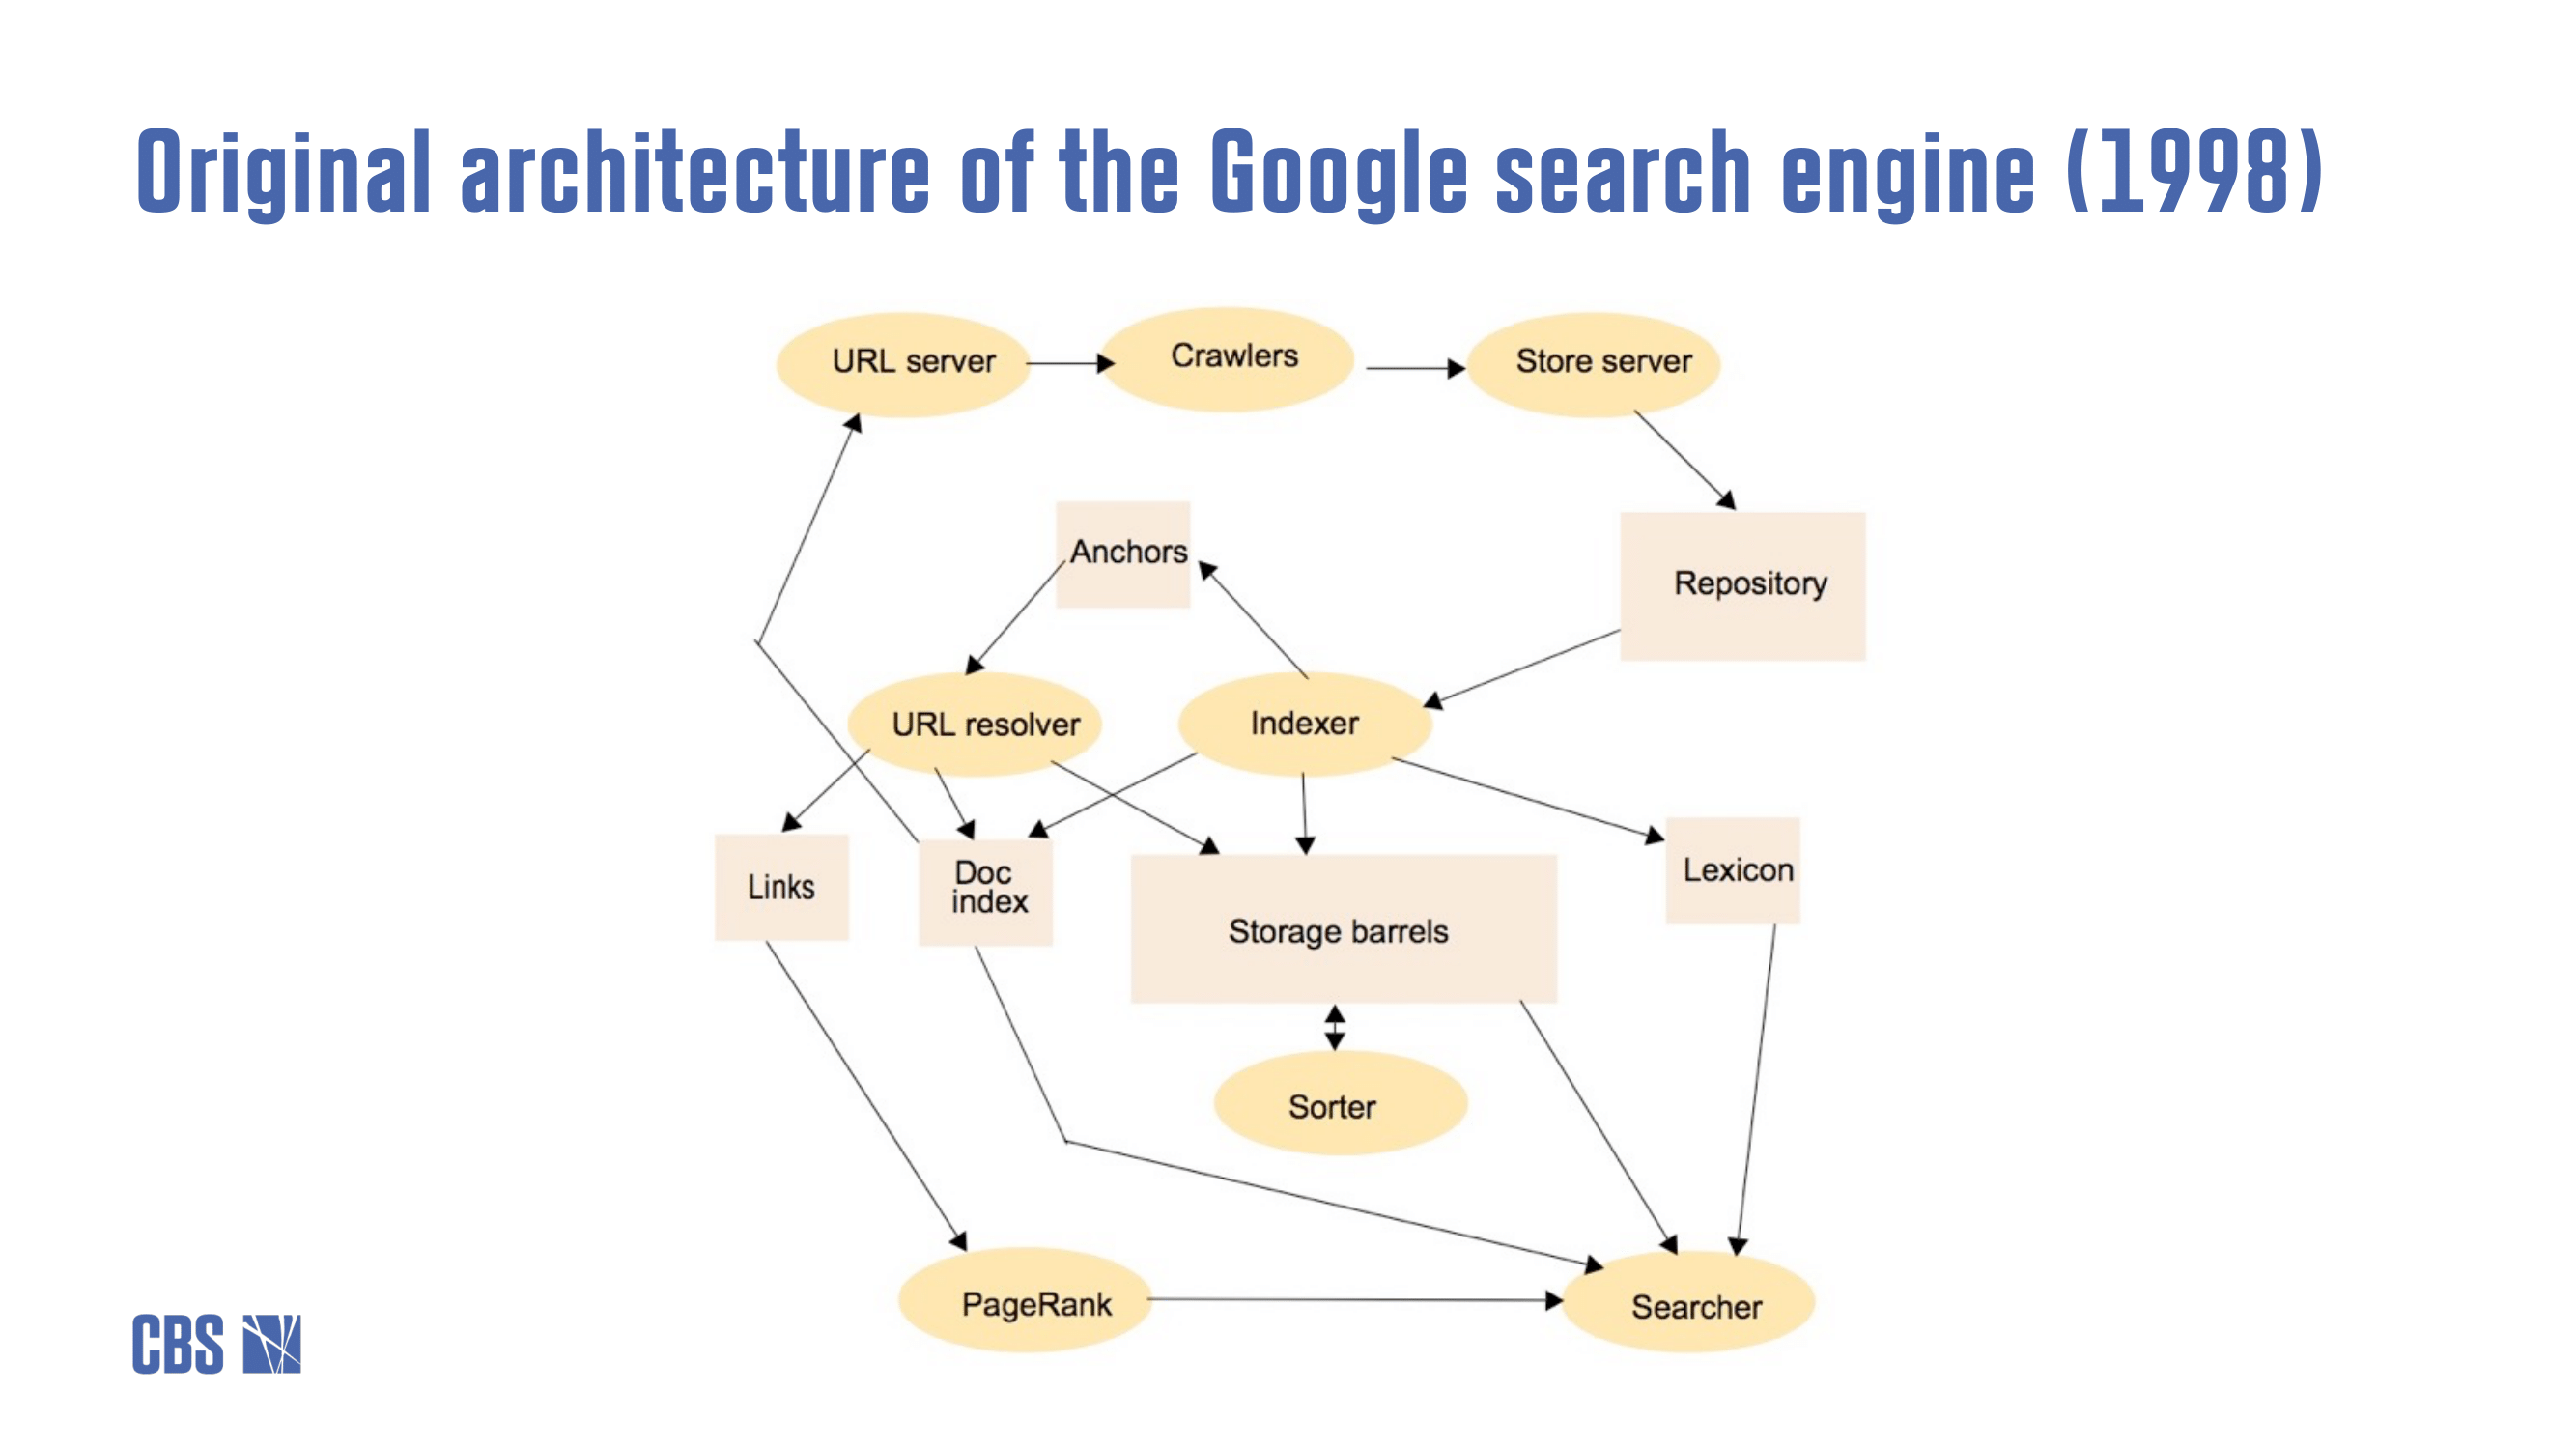 Original architecture of the Google search engine (1998)
URL server
Crawlers
Store server
Anchors
Repository
URL resolver
Indexer
Links
Doc
index
Storage barrels
Lexicon
Sorter
PageRank
Searcher
CBS